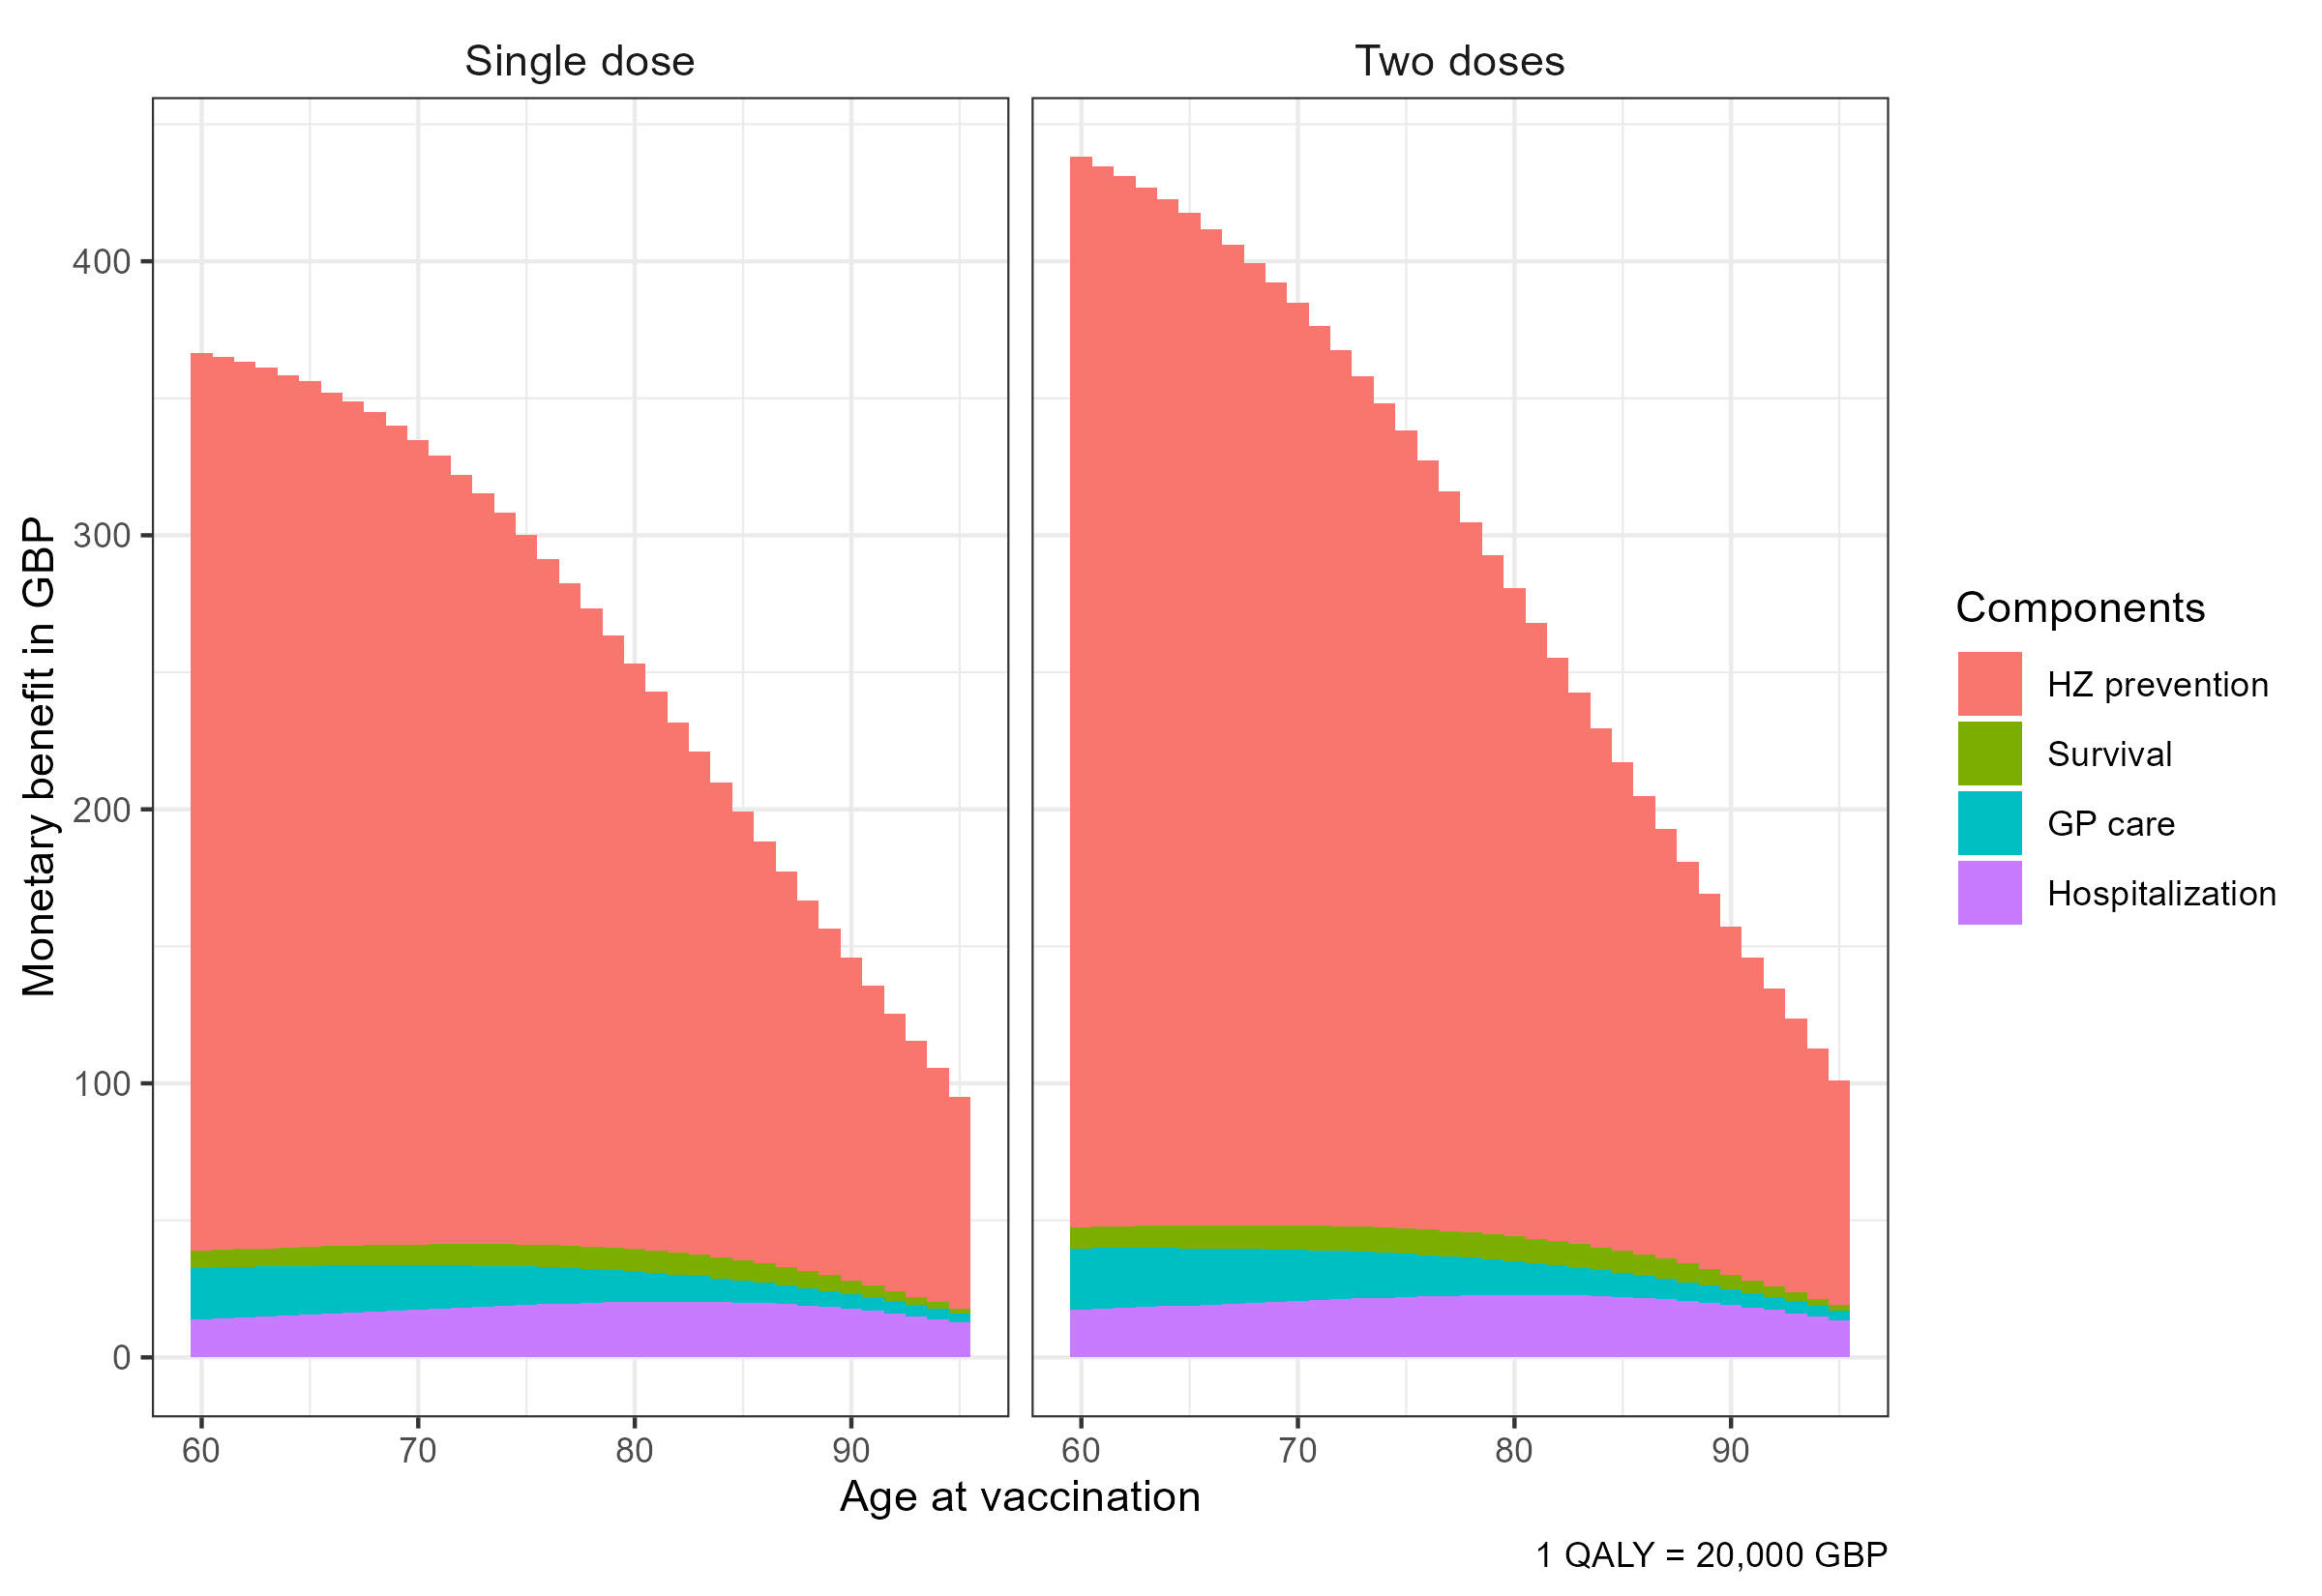 Single dose
Two doses
Monetary benefit in GBP
400
300
200
100
0
60
70
80
90
60
70
80
90
Age at vaccination
Components
HZ prevention
Survival
GP care
Hospitalization
1 QALY = 20,000 GBP